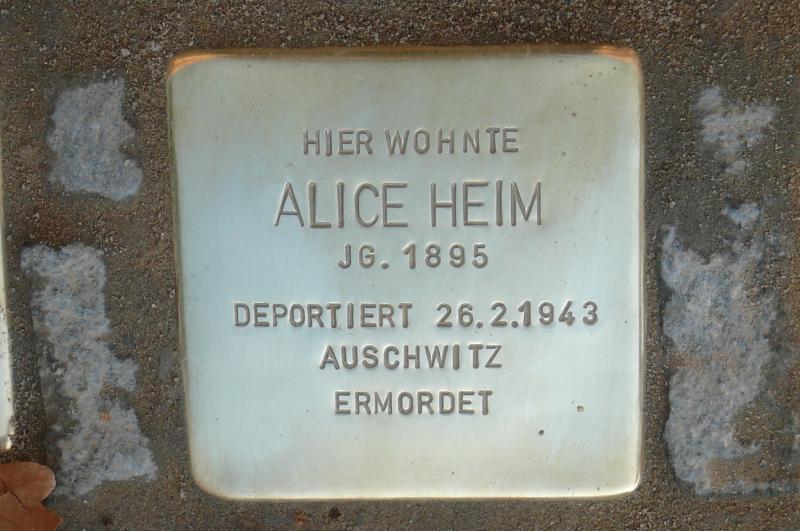 HIER WOHNTE
ALICE HEIM
JG. 1895
DEPORTIERT 26.2.1943
AUSCHWITZ
ERMORDET